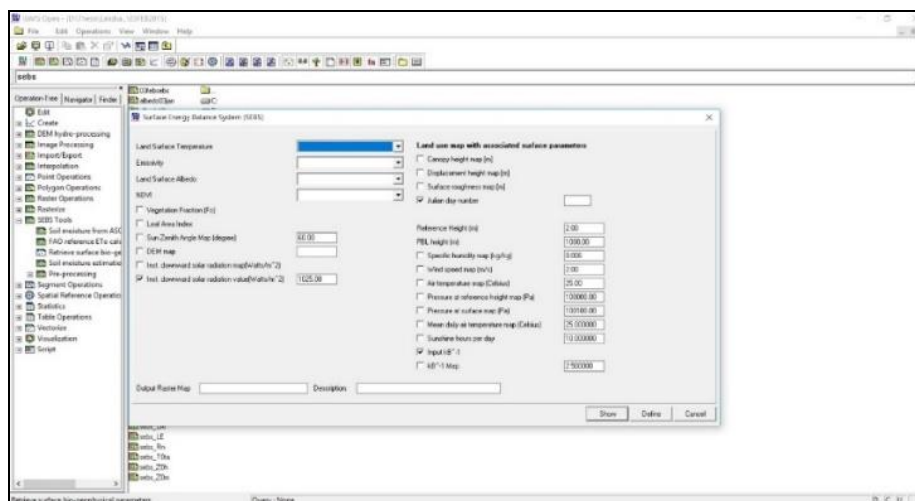 File Edit Operations View Window Help
sebs
Operation-Tree Navigator Finder
Edit
Create
DEM hydro-processing
Image Processing
Import/Export
Interpolation
Point Operations
Polygon Operations
Raster Operations
Rasterize
SEBS Tools
Soil moisture from ASC
FAO reference ETo calc
Retrieve surface bio-ge
Soil moisture estimatio
Pre-processing
Segment Operations
Spatial Reference Operatio
Statistics
Table Operations
Vectorize
Visualization
Script
Surface Energy Balance System (SEBS)
Land Surface Temperature
Emissivity
Land Surface Albedo
NDVI
Vegetation Fraction (Fc)
Leaf Area Index
Sun-Zenith Angle Map (degree) 60.00
DEM map
Inst. downward solar radiation map(Watts/m^2)
Inst. downward solar radiation value(Watts/m^2) 1025.00
Land use map with associated surface parameters
Canopy height map [m]
Displacement height map [m]
Surface roughness map [m]
Julian day number
Reference Height (m) 2.00
PBL height (m) 1000.00
Specific humidity map (kg/kg)
Wind speed map (m/s) 2.00
Air temperature map (Celsius) 25.00
Pressure at reference height map (Pa) 100000.00
Pressure at surface map (Pa) 100100.00
Mean daily air temperature map (Celsius) 25.000000
Sunshine hours per day 10.000000
Input kB^-1
kB^-1 Map 2.500000
Output Raster Map Description:
Show Define Cancel
sebs_LE
sebs_Rn
sebs_Z0h
sebs_Z0m
Retrieve surface bio-geophysical parameters